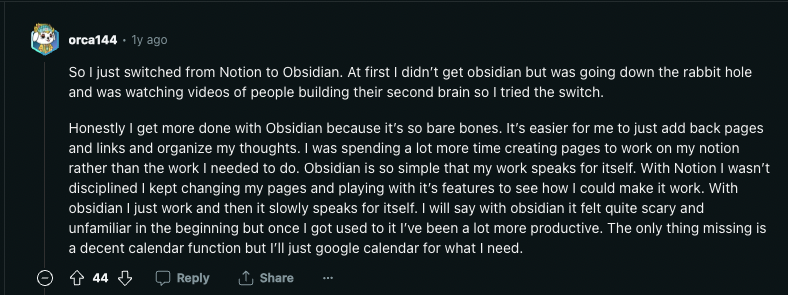 orca144 • 1y ago
So I just switched from Notion to Obsidian. At first I didn't get obsidian but was going down the rabbit hole
and was watching videos of people building their second brain so I tried the switch.
Honestly I get more done with Obsidian because it's so bare bones. It's easier for me to just add back pages
and links and organize my thoughts. I was spending a lot more time creating pages to work on my notion
rather than the work I needed to do. Obsidian is so simple that my work speaks for itself. With Notion I wasn't
disciplined I kept changing my pages and playing with it's features to see how I could make it work. With
obsidian I just work and then it slowly speaks for itself. I will say with obsidian it felt quite scary and
unfamiliar in the beginning but once I got used to it I've been a lot more productive. The only thing missing is
a decent calendar function but I'll just google calendar for what I need.
44 Reply Share ...